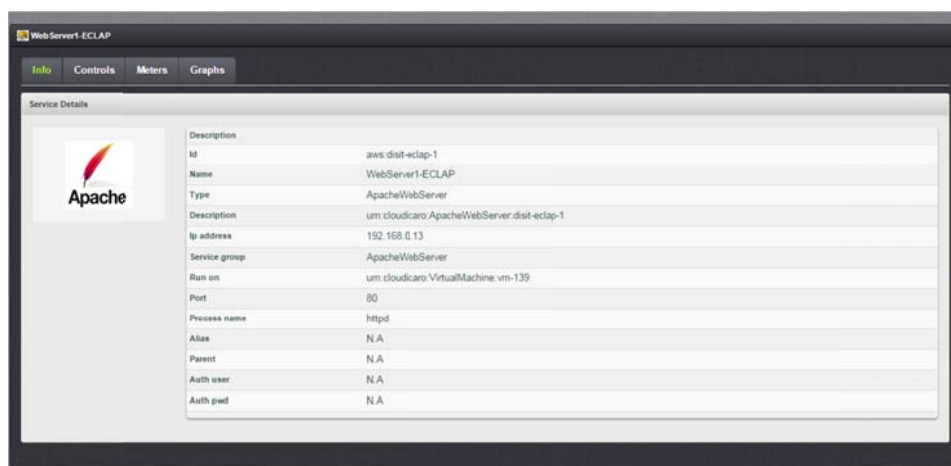 WebServer1-ECLAP
Info Controls Meters Graphs
Service Details
Apache
Description
Id aws:disit-eclap-1
Name WebServer1-ECLAP
Type ApacheWebServer
Description urn:cloudicaro:ApacheWebServer:disit-eclap-1
Ip address 192.168.0.13
Service group ApacheWebServer
Run on urn:cloudicaro:VirtualMachine:vm-139
Port 80
Process name httpd
Alias N.A
Parent N.A
Auth user N.A
Auth pwd N.A